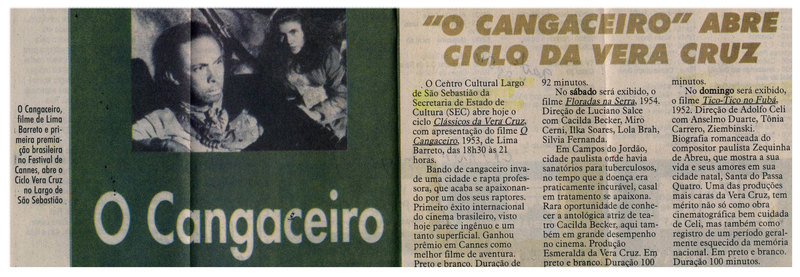 O Cangaceiro,
filme de Lima
Barreto e pri
meira premia-
ção brasileira
no Festival de
Cannes, abre o
Ciclo Vera Cruz
no Largo de
São Sebastião
O Cangaceiro
"O CANGACEIRO" ABRE
CICLO DA VERA CRUZ
O Centro Cultural Largo
de São Sebastião da
Secretaria de Estado de
Cultura (SEC) abre hoje o
ciclo Clássicos da Vera Cruz,
com apresentação do filme O
Cangaceiro, 1953, de Lima
Barreto, das 18h30 às 21
horas.
Bando de cangaceiro inva-
de uma cidade e rapta profes-
sora, que acaba se apaixonan-
do por um dos seus raptores.
Primeiro êxito internacional
do cinema brasileiro, visto
hoje parece ingênuo e um
tanto superficial. Ganhou
prêmio em Cannes como
melhor filme de aventura.
Preto e branco. Duração de
92 minutos.
No sábado será exibido, o
filme Floradas na Serra, 1954.
Direção de Luciano Salce
com Cacilda Becker, Miro
Cerni, Ilka Soares, Lola Brah,
Silvia Fernanda.
Em Campos do Jordão,
cidade paulista onde havia
sanatórios para tuberculosos,
no tempo que a doença era
praticamente incurável, casal
em tratamento se apaixona.
Rara oportunidade de conhe-
cer a antológica atriz de tea-
tro Cacilda Becker, aqui tam-
bém em grande desempenho
no cinema. Produção
Esmeralda da Vera Cruz. Em
preto e branco. Duração 100
minutos.
No domingo será exibido,
o filme Tico-Tico no Fubá,
1952. Direção de Adolfo Celi
com Anselmo Duarte, Tônia
Carrero, Ziembinski.
Biografia romanceada do
compositor paulista Zequinha
de Abreu, que mostra a sua
vida e seus amores em sua
cidade natal, Santa do Passa
Quatro. Uma das produções
mais caras da Vera Cruz, tem
mérito não só como obra
cinematográfica bem cuidada
de Celi, mas também como
registro de um período geral-
mente esquecido da memória
nacional. Em preto e branco.
Duração 100 minutos.